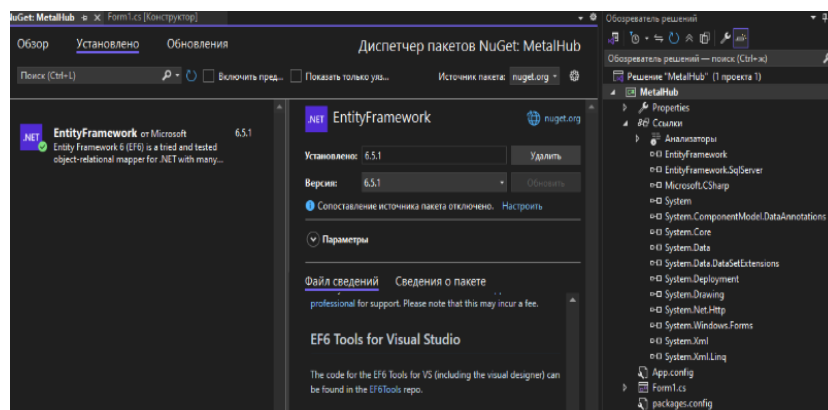 NuGet: MetalHub
Form1.cs [Конструктор]
Обзор
Установлено
Обновления
Диспетчер пакетов NuGet: MetalHub
Поиск (Ctrl+L)
Включить пред...
Показать только уяз...
Источник пакета: nuget.org
.NET
EntityFramework от Microsoft
6.5.1
Entity Framework 6 (EF6) is a tried and tested
object-relational mapper for .NET with many...
.NET
EntityFramework
nuget.org
Установлено: 6.5.1
Удалить
Версия: 6.5.1
Обновить
Сопоставление источника пакета отключено. Настроить
Параметры
Файл сведений
Сведения о пакете
professional for support. Please note that this may incur a fee.
EF6 Tools for Visual Studio
The code for the EF6 Tools for VS (including the visual designer) can
be found in the EF6Tools repo.
Обозреватель решений
Обозреватель решений — поиск (Ctrl+ж)
Решение "MetalHub" (1 проекта 1)
MetalHub
Properties
Ссылки
Анализаторы
EntityFramework
EntityFramework.SqlServer
Microsoft.CSharp
System
System.ComponentModel.DataAnnotations
System.Core
System.Data
System.Data.DataSetExtensions
System.Deployment
System.Drawing
System.Net.Http
System.Windows.Forms
System.Xml
System.Xml.Linq
App.config
Form1.cs
packages.config